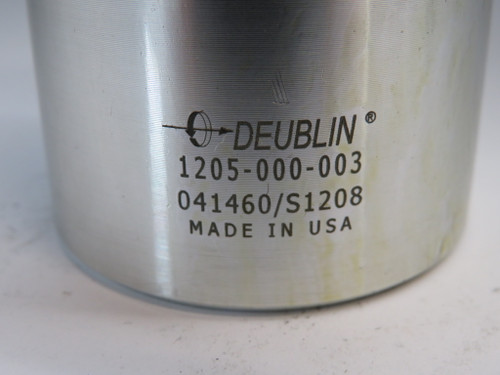 DEUBLIN®
1205-000-003
041460/S1208
MADE IN USA